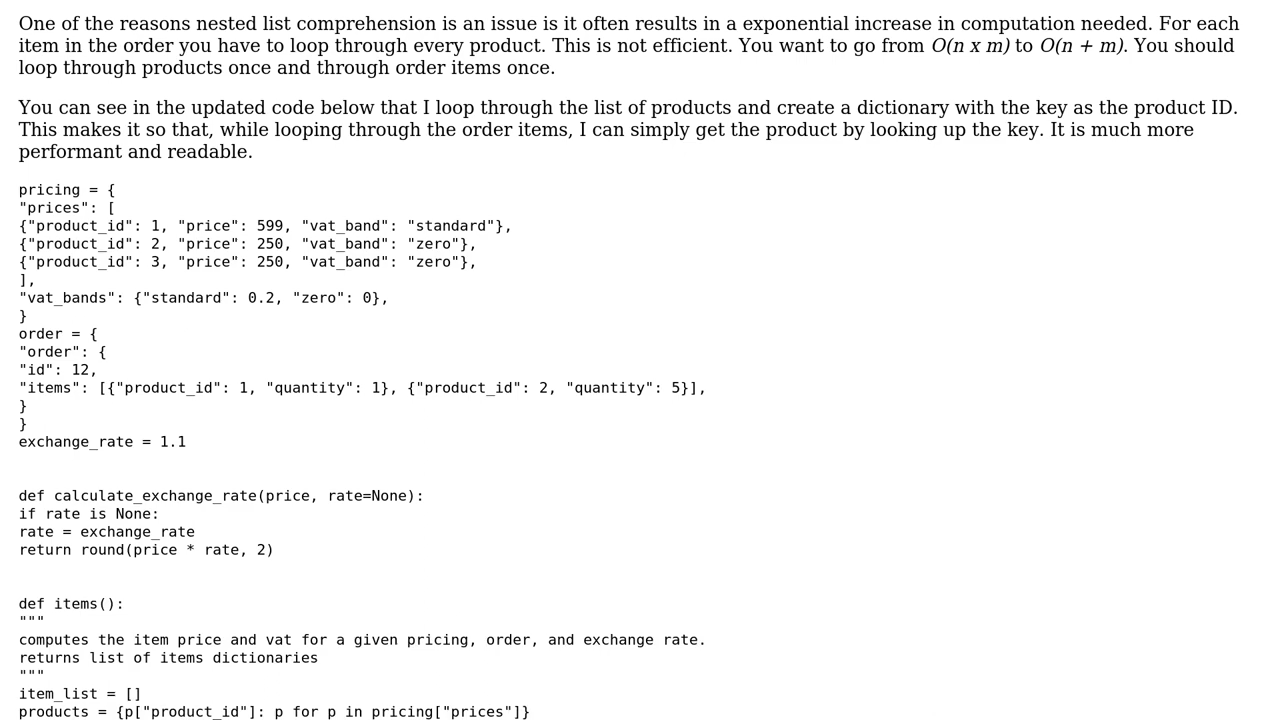 One of the reasons nested list comprehension is an issue is it often results in a exponential increase in computation needed. For each
item in the order you have to loop through every product. This is not efficient. You want to go from O(n x m) to O(n + m). You should
loop through products once and through order items once.
You can see in the updated code below that I loop through the list of products and create a dictionary with the key as the product ID.
This makes it so that, while looping through the order items, I can simply get the product by looking up the key. It is much more
performant and readable.
pricing = {
"prices": [
{"product_id": 1, "price": 599, "vat_band": "standard"},
{"product_id": 2, "price": 250, "vat_band": "zero"},
{"product_id": 3, "price": 250, "vat_band": "zero"},
],
"vat_bands": {"standard": 0.2, "zero": 0},
}
order = {
"order": {
"id": 12,
"items": [{"product_id": 1, "quantity": 1}, {"product_id": 2, "quantity": 5}],
}
}
exchange_rate = 1.1
def calculate_exchange_rate(price, rate=None):
if rate is None:
rate = exchange_rate
return round(price * rate, 2)
def items():
"""
computes the item price and vat for a given pricing, order, and exchange rate.
returns list of items dictionaries
"""
item_list = []
products = {p["product_id"]: p for p in pricing["prices"]}